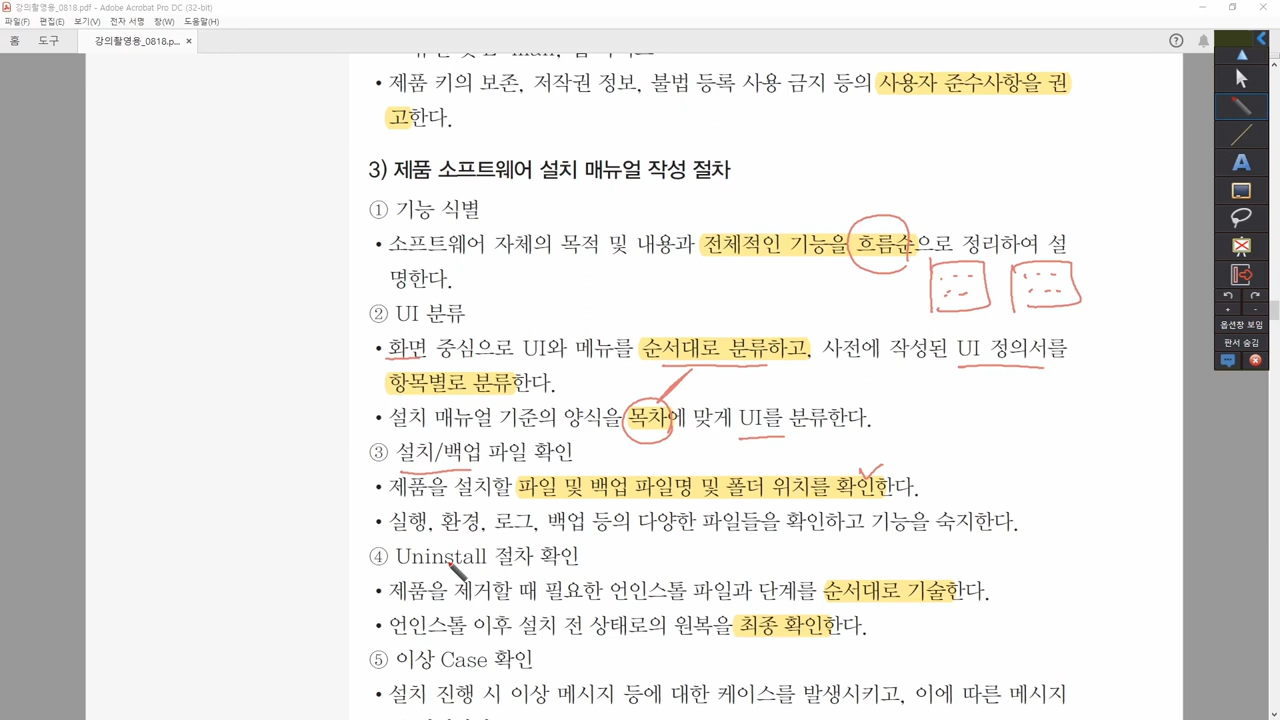 강의촬영용_0818.pdf - Adobe Acrobat Pro DC (32-bit)
파일(F) 편집(E) 보기(V) 전자 서명 창(W) 도움말(H)
홈 도구 강의촬영용_0818.p... ×
• 제품 키의 보존, 저작권 정보, 불법 등록 사용 금지 등의 사용자 준수사항을 권
고한다.
3) 제품 소프트웨어 설치 매뉴얼 작성 절차
① 기능 식별
• 소프트웨어 자체의 목적 및 내용과 전체적인 기능을 흐름순으로 정리하여 설
명한다.
② UI 분류
• 화면 중심으로 UI와 메뉴를 순서대로 분류하고, 사전에 작성된 UI 정의서를
항목별로 분류한다.
• 설치 매뉴얼 기준의 양식을 목차에 맞게 UI를 분류한다.
③ 설치/백업 파일 확인
• 제품을 설치할 파일 및 백업 파일명 및 폴더 위치를 확인한다.
• 실행, 환경, 로그, 백업 등의 다양한 파일들을 확인하고 기능을 숙지한다.
④ Uninstall 절차 확인
• 제품을 제거할 때 필요한 언인스톨 파일과 단계를 순서대로 기술한다.
• 언인스톨 이후 설치 전 상태로의 원복을 최종 확인한다.
⑤ 이상 Case 확인
• 설치 진행 시 이상 메시지 등에 대한 케이스를 발생시키고, 이에 따른 메시지
A
+ -
옵션창 보임
판서 숨김